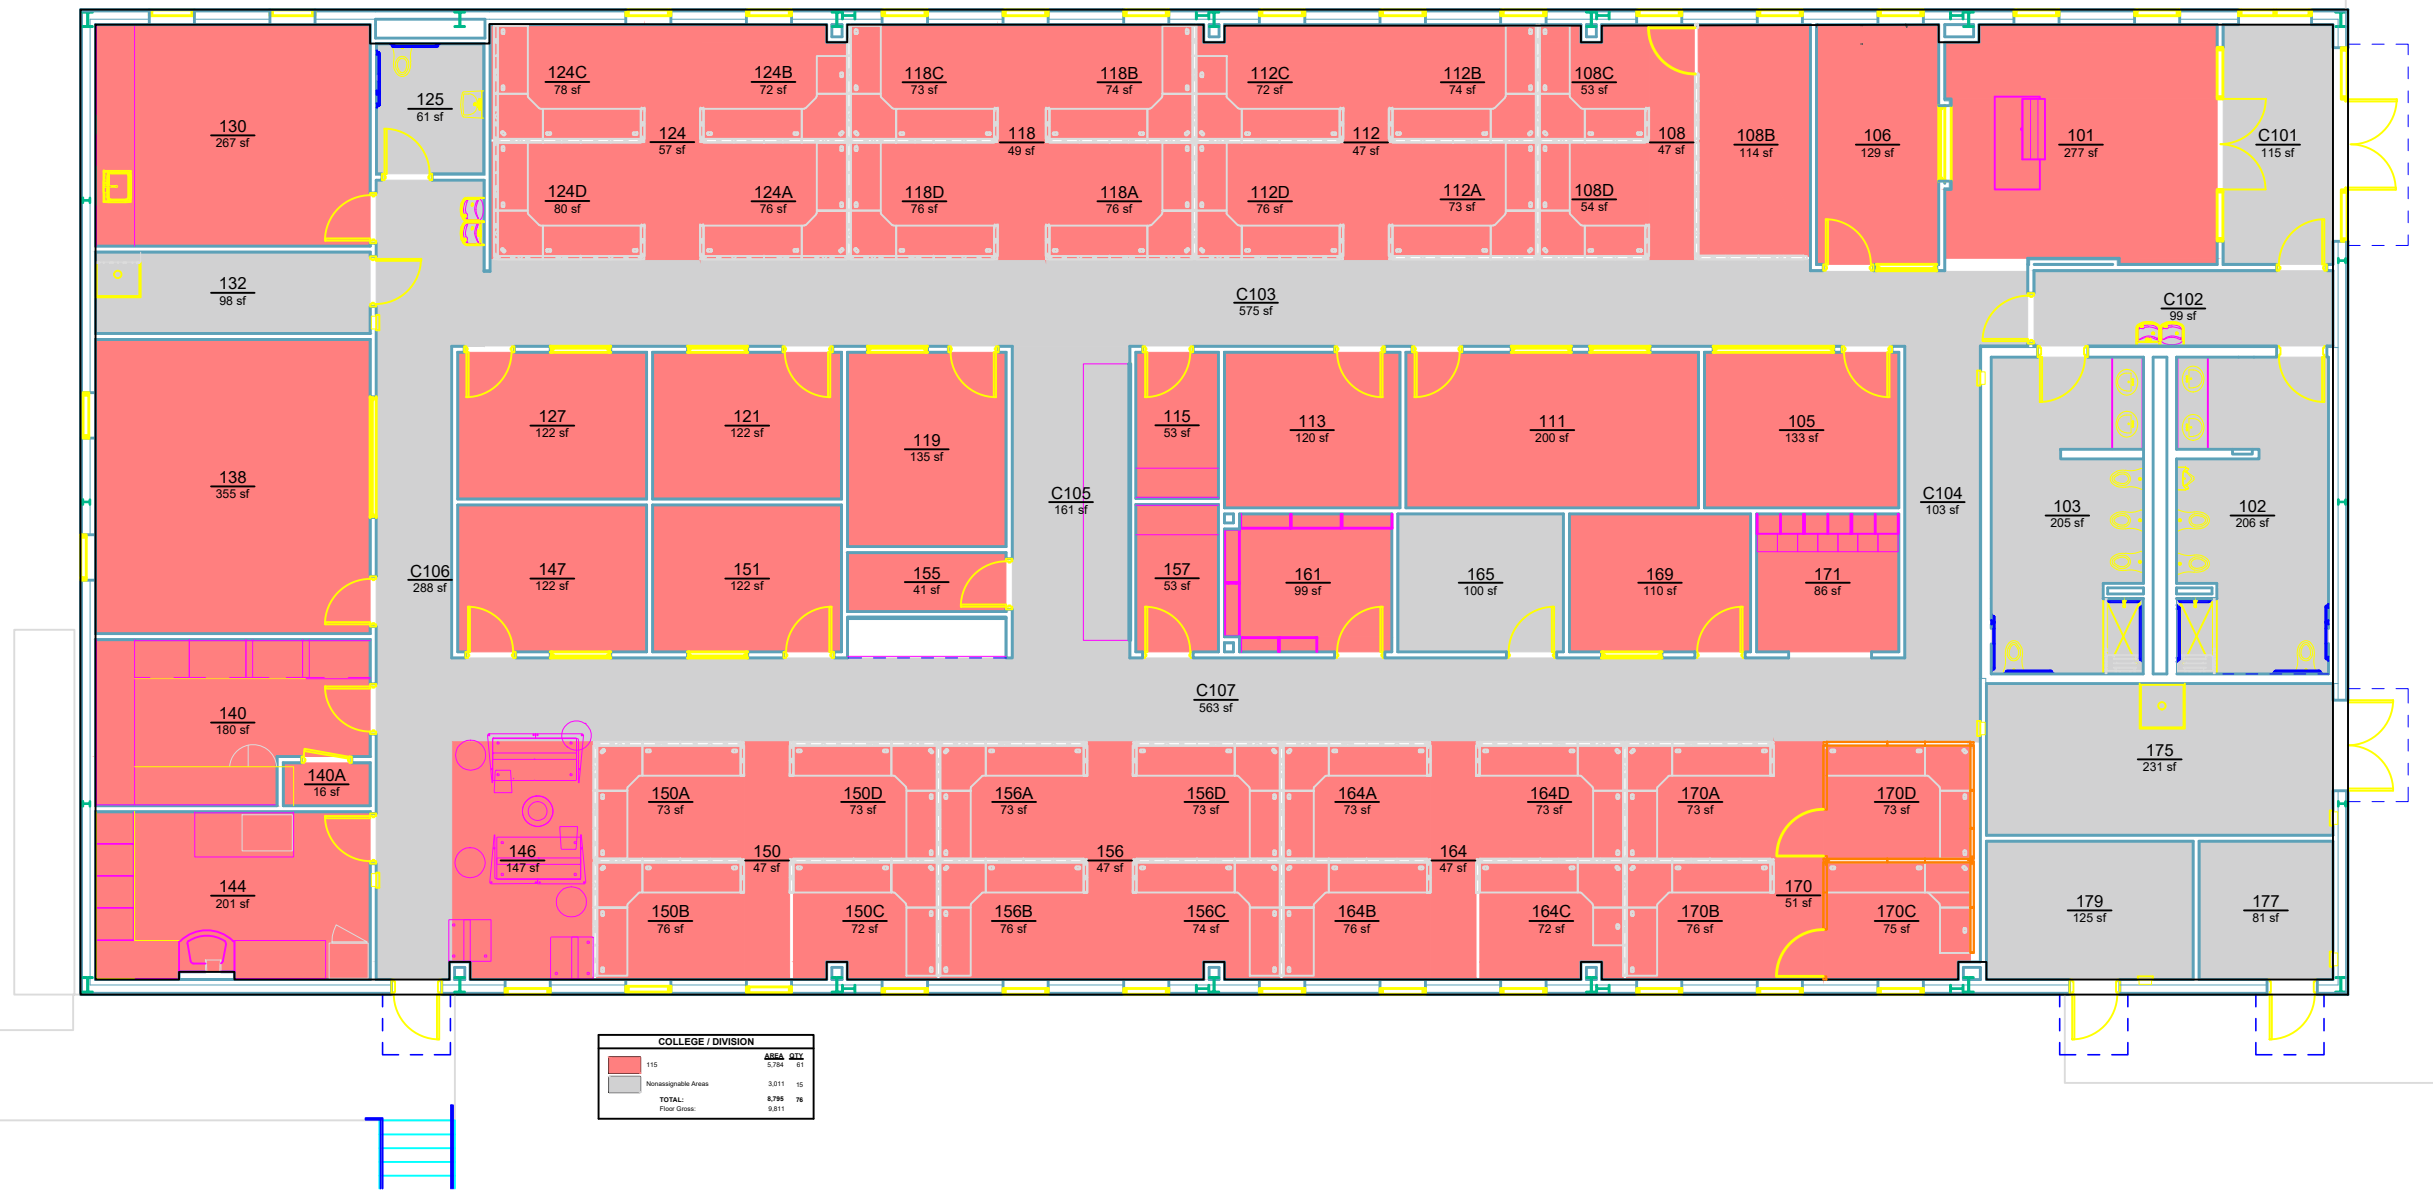 124C
78 sf
124B
72 sf
118C
73 sf
118B
74 sf
112C
72 sf
112B
74 sf
108C
53 sf
125
61 sf
130
267 sf
124
57 sf
118
49 sf
112
47 sf
108
47 sf
108B
114 sf
106
129 sf
101
277 sf
C101
115 sf
124D
80 sf
124A
76 sf
118D
76 sf
118A
76 sf
112D
76 sf
112A
73 sf
108D
54 sf
132
98 sf
C103
575 sf
C102
99 sf
127
122 sf
121
122 sf
119
135 sf
115
53 sf
113
120 sf
111
200 sf
105
133 sf
138
355 sf
C105
161 sf
C104
103 sf
103
205 sf
102
206 sf
C106
288 sf
147
122 sf
151
122 sf
155
41 sf
157
53 sf
161
99 sf
165
100 sf
169
110 sf
171
86 sf
C107
563 sf
140
180 sf
140A
16 sf
175
231 sf
150A
73 sf
150D
73 sf
156A
73 sf
156D
73 sf
164A
73 sf
164D
73 sf
170A
73 sf
170D
73 sf
146
147 sf
150
47 sf
156
47 sf
164
47 sf
170
51 sf
144
201 sf
150B
76 sf
150C
72 sf
156B
76 sf
156C
74 sf
164B
76 sf
164C
72 sf
170B
76 sf
170C
75 sf
179
125 sf
177
81 sf
COLLEGE / DIVISION
AREA QTY
115 5,784 61
Nonassignable Areas 3,011 15
TOTAL: 8,795 76
Floor Gross: 9,811